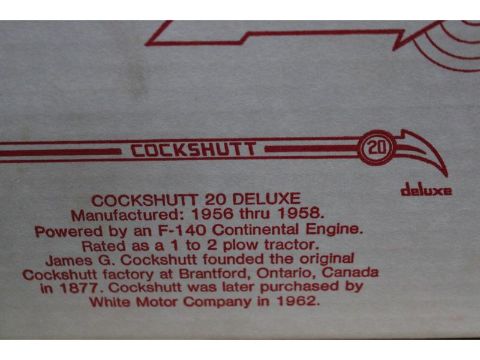 COCKSHUTT 20
deluxe
COCKSHUTT 20 DELUXE
Manufactured: 1956 thru 1958.
Powered by an F-140 Continental Engine.
Rated as a 1 to 2 plow tractor.
James G. Cockshutt founded the original
Cockshutt factory at Brantford, Ontario, Canada
in 1877. Cockshutt was later purchased by
White Motor Company in 1962.